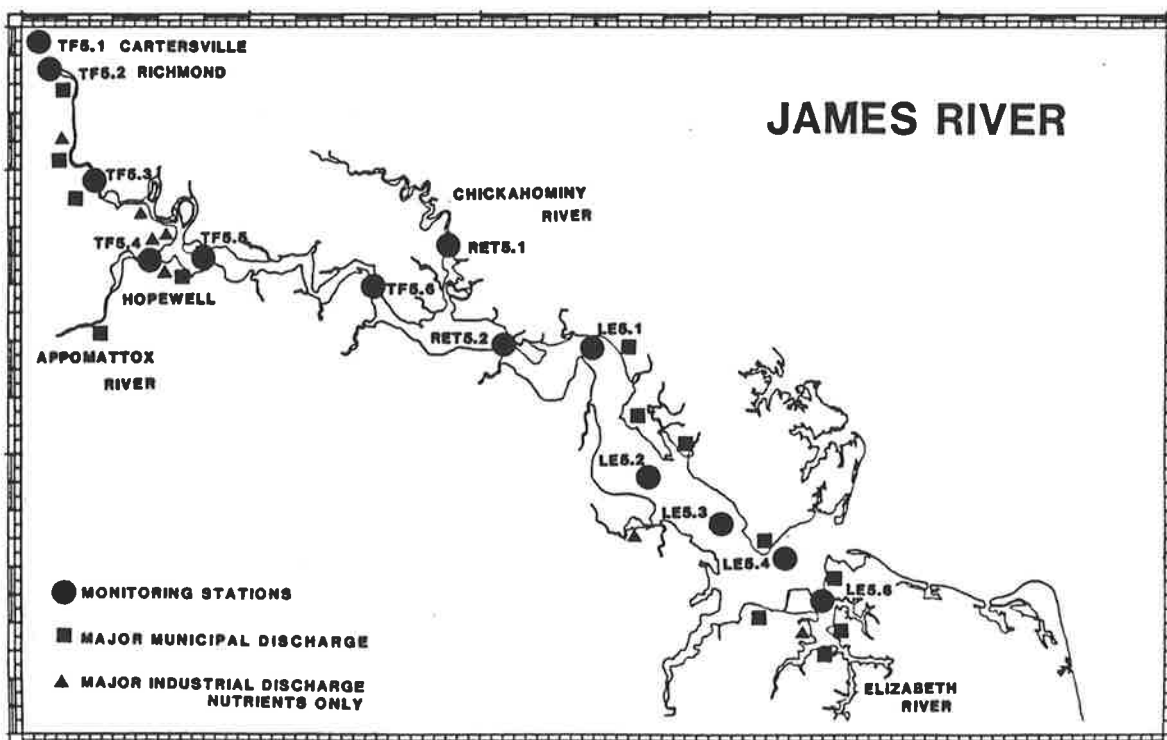 TF5.1 CARTERSVILLE
TF5.2 RICHMOND
JAMES RIVER
TF5.3
CHICKAHOMINY
RIVER
RET5.1
TF5.4
TF5.5
TF5.6
HOPEWELL
RET5.2
LE5.1
APPOMATTOX
RIVER
LE5.2
LE5.3
LE5.4
LE5.6
MONITORING STATIONS
MAJOR MUNICIPAL DISCHARGE
MAJOR INDUSTRIAL DISCHARGE
NUTRIENTS ONLY
ELIZABETH
RIVER